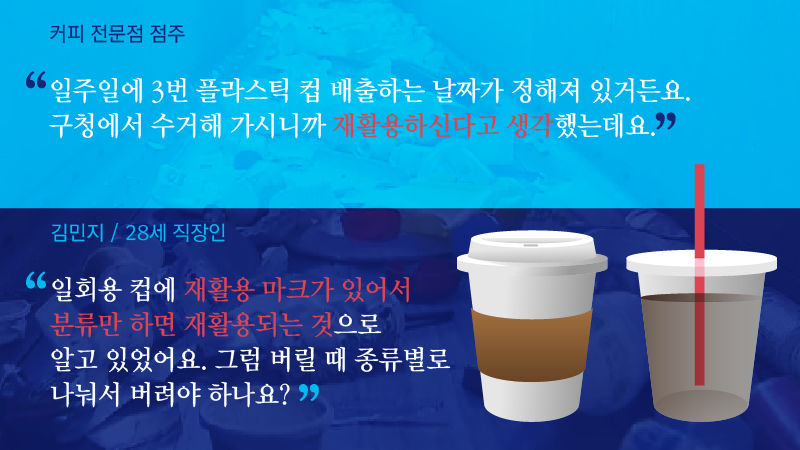 커피 전문점 점주
“일주일에 3번 플라스틱 컵 배출하는 날짜가 정해져 있거든요.
구청에서 수거해 가시니까 재활용하신다고 생각했는데요.”
김민지 / 28세 직장인
“일회용 컵에 재활용 마크가 있어서
분류만 하면 재활용되는 것으로
알고 있었어요. 그럼 버릴 때 종류별로
나눠서 버려야 하나요?”